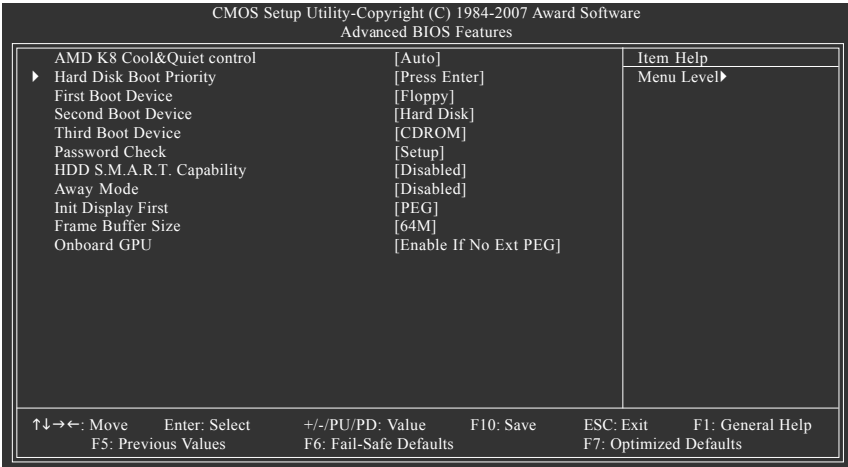 CMOS Setup Utility-Copyright (C) 1984-2007 Award Software
Advanced BIOS Features
AMD K8 Cool&Quiet control [Auto] Item Help
▶ Hard Disk Boot Priority [Press Enter] Menu Level▶
First Boot Device [Floppy]
Second Boot Device [Hard Disk]
Third Boot Device [CDROM]
Password Check [Setup]
HDD S.M.A.R.T. Capability [Disabled]
Away Mode [Disabled]
Init Display First [PEG]
Frame Buffer Size [64M]
Onboard GPU [Enable If No Ext PEG]
↑↓→←: Move Enter: Select +/-/PU/PD: Value F10: Save ESC: Exit F1: General Help
F5: Previous Values F6: Fail-Safe Defaults F7: Optimized Defaults